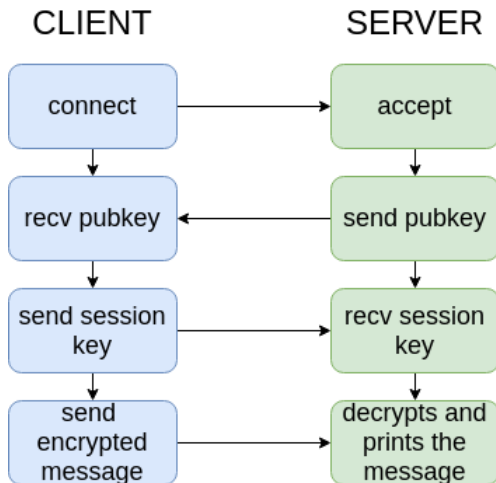 CLIENT
SERVER
connect
accept
recv pubkey
send pubkey
send session
key
recv session
key
send
encrypted
message
decrypts and
prints the
message